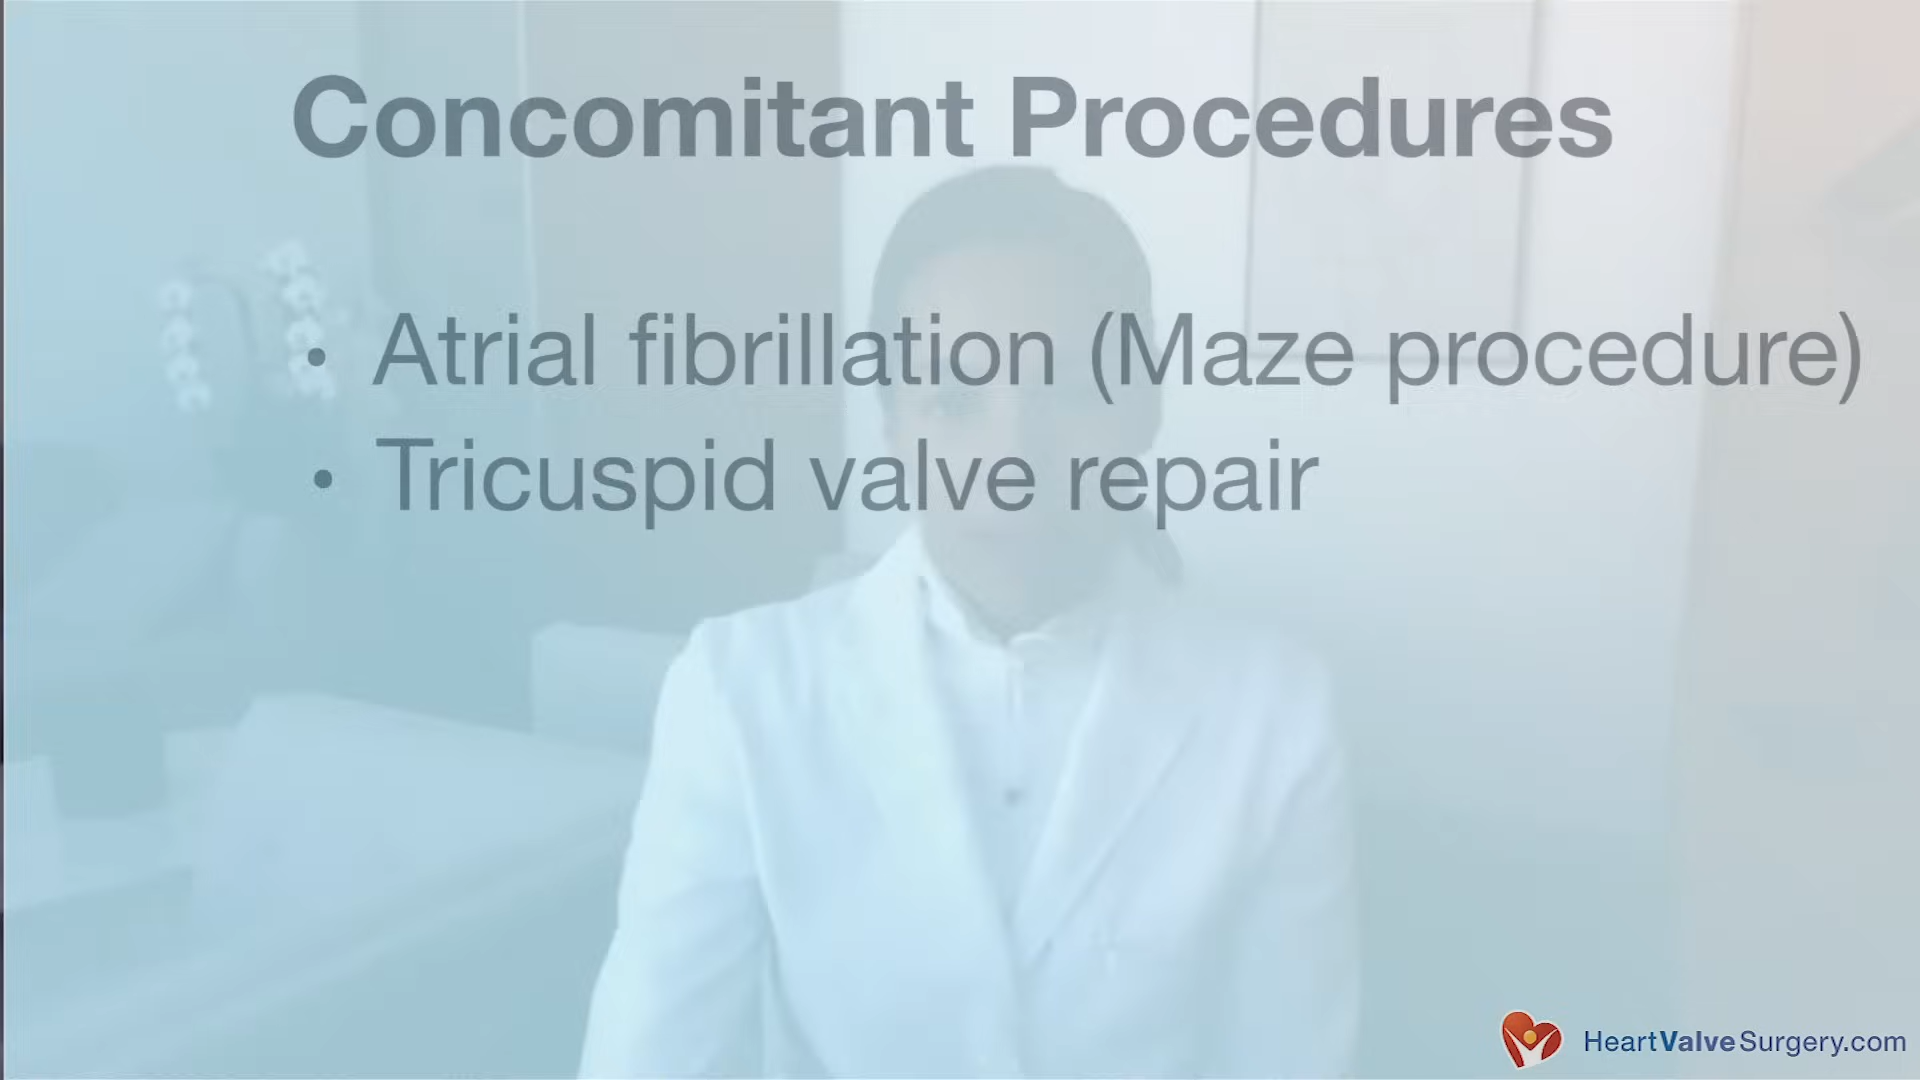 Concomitant Procedures
• Atrial fibrillation (Maze procedure)
• Tricuspid valve repair
HeartValveSurgery.com